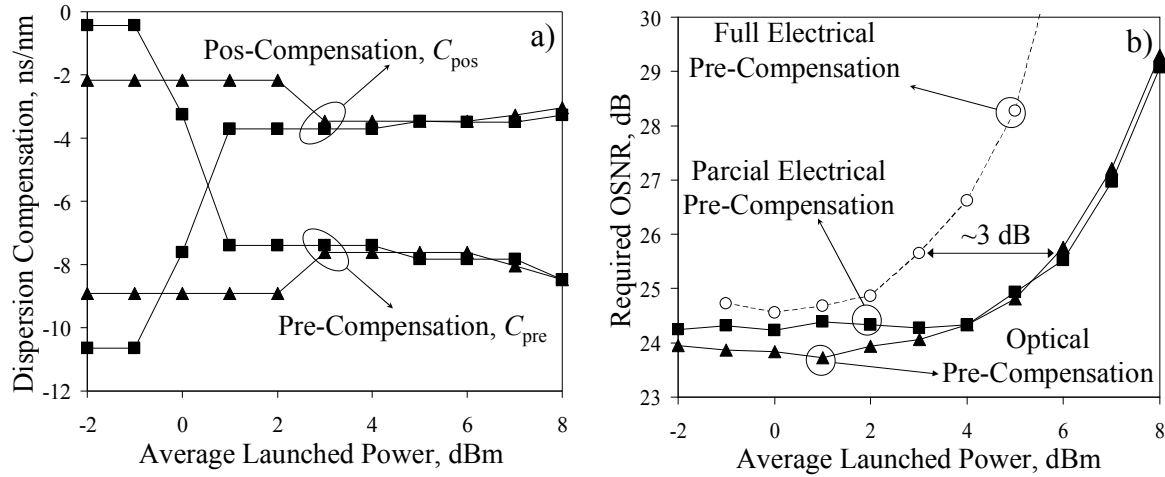 a)
Pos-Compensation, Cpos
Pre-Compensation, Cpre
Dispersion Compensation, ns/nm
0
-2
-4
-6
-8
-10
-12
-2
0
2
4
6
8
Average Launched Power, dBm
b)
Full Electrical
Pre-Compensation
Parcial Electrical
Pre-Compensation
~3 dB
Optical
Pre-Compensation
Required OSNR, dB
30
29
28
27
26
25
24
23
-2
0
2
4
6
8
Average Launched Power, dBm